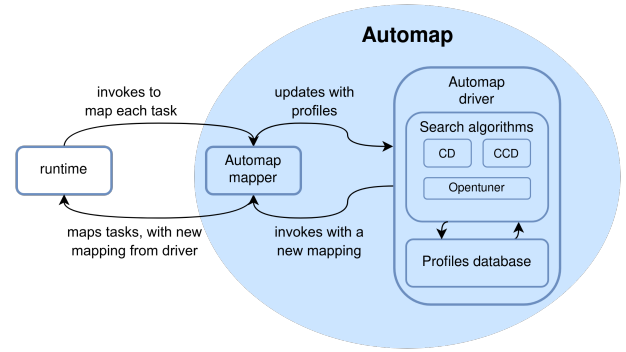 Automap
invokes to
map each task
updates with
profiles
Automap
driver
Search algorithms
CD
CCD
Opentuner
runtime
Automap
mapper
maps tasks, with new
mapping from driver
invokes with a
new mapping
Profiles database